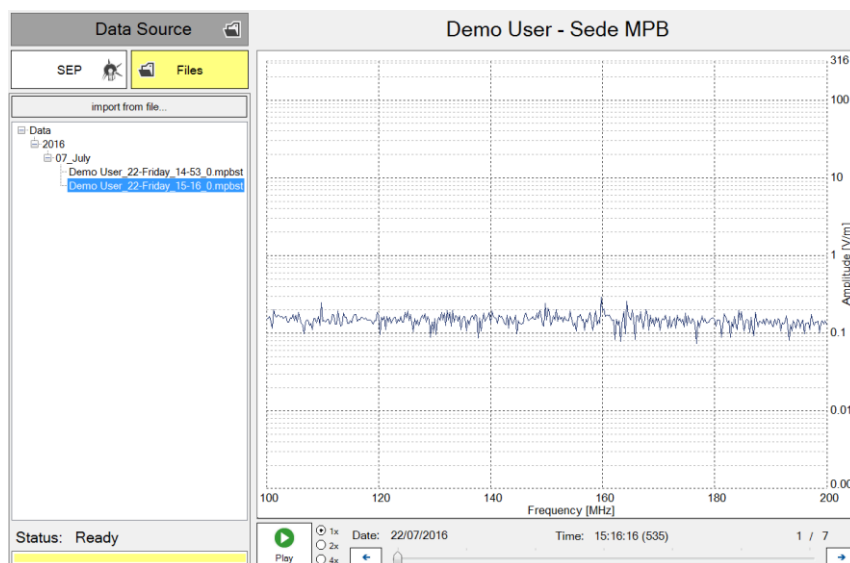 Data Source
Demo User - Sede MPB
SEP
Files
import from file...
Data
2016
07_July
Demo User_22-Friday_14-53_0.mpbst
Demo User_22-Friday_15-16_0.mpbst
316
100
10
1
0.1
0.01
0.00
Amplitude [V/m]
100 120 140 160 180 200
Frequency [MHz]
Status: Ready
Play
1x
2x
4x
Date: 22/07/2016 Time: 15:16:16 (535) 1 / 7